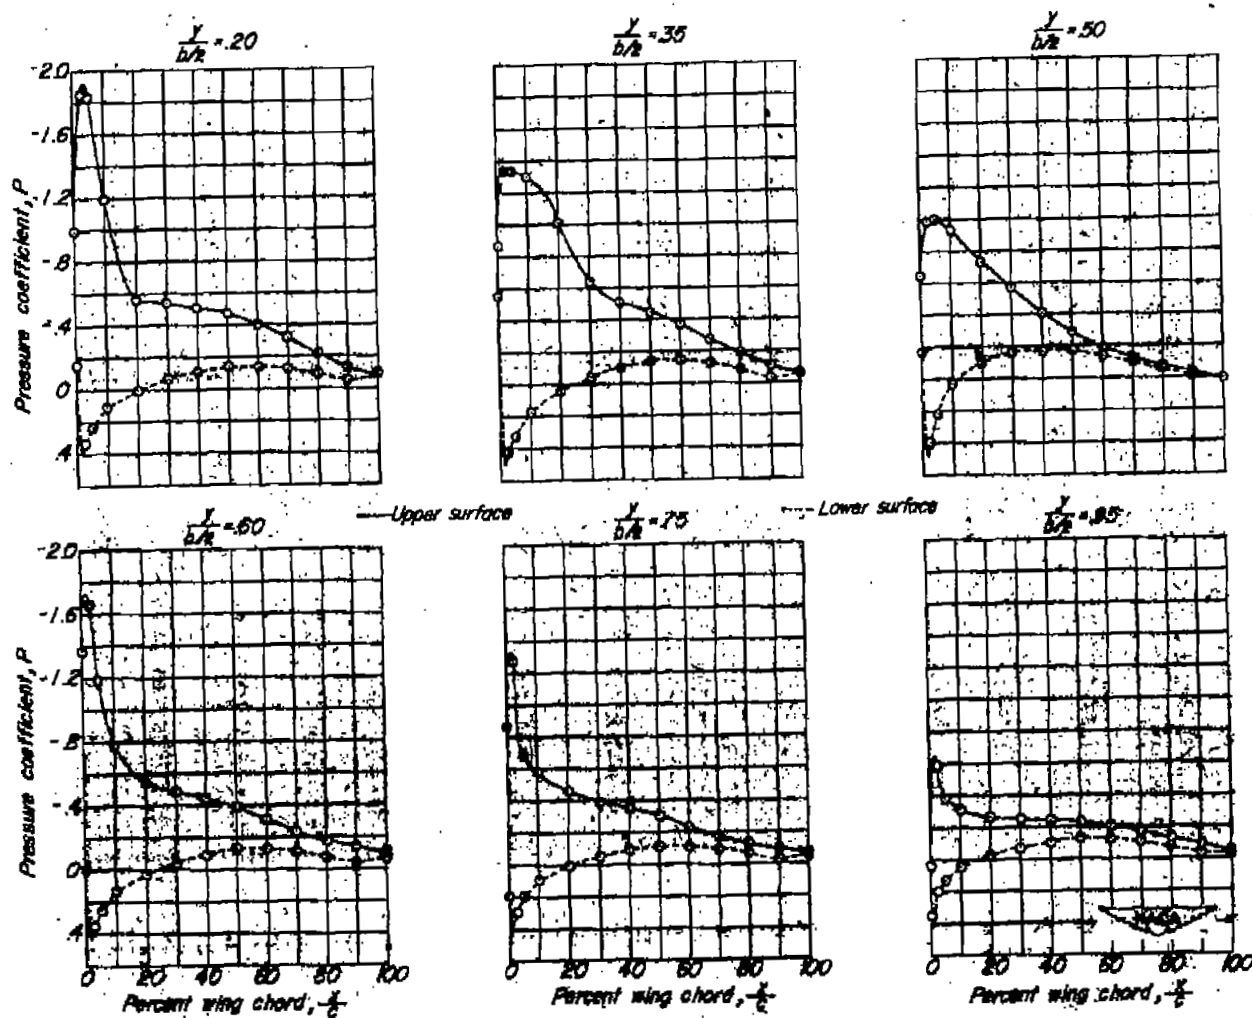 y/b/2 = .20
y/b/2 = .35
y/b/2 = .50
-2.0
-1.6
-1.2
-.8
-.4
0
.4
Pressure coefficient, P
Upper surface
Lower surface
y/b/2 = .60
y/b/2 = .75
y/b/2 = .95
-2.0
-1.6
-1.2
-.8
-.4
0
.4
Pressure coefficient, P
NACA
0 20 40 60 80 100
0 20 40 60 80 100
0 20 40 60 80 100
Percent wing chord, x/c
Percent wing chord, x/c
Percent wing chord, x/c